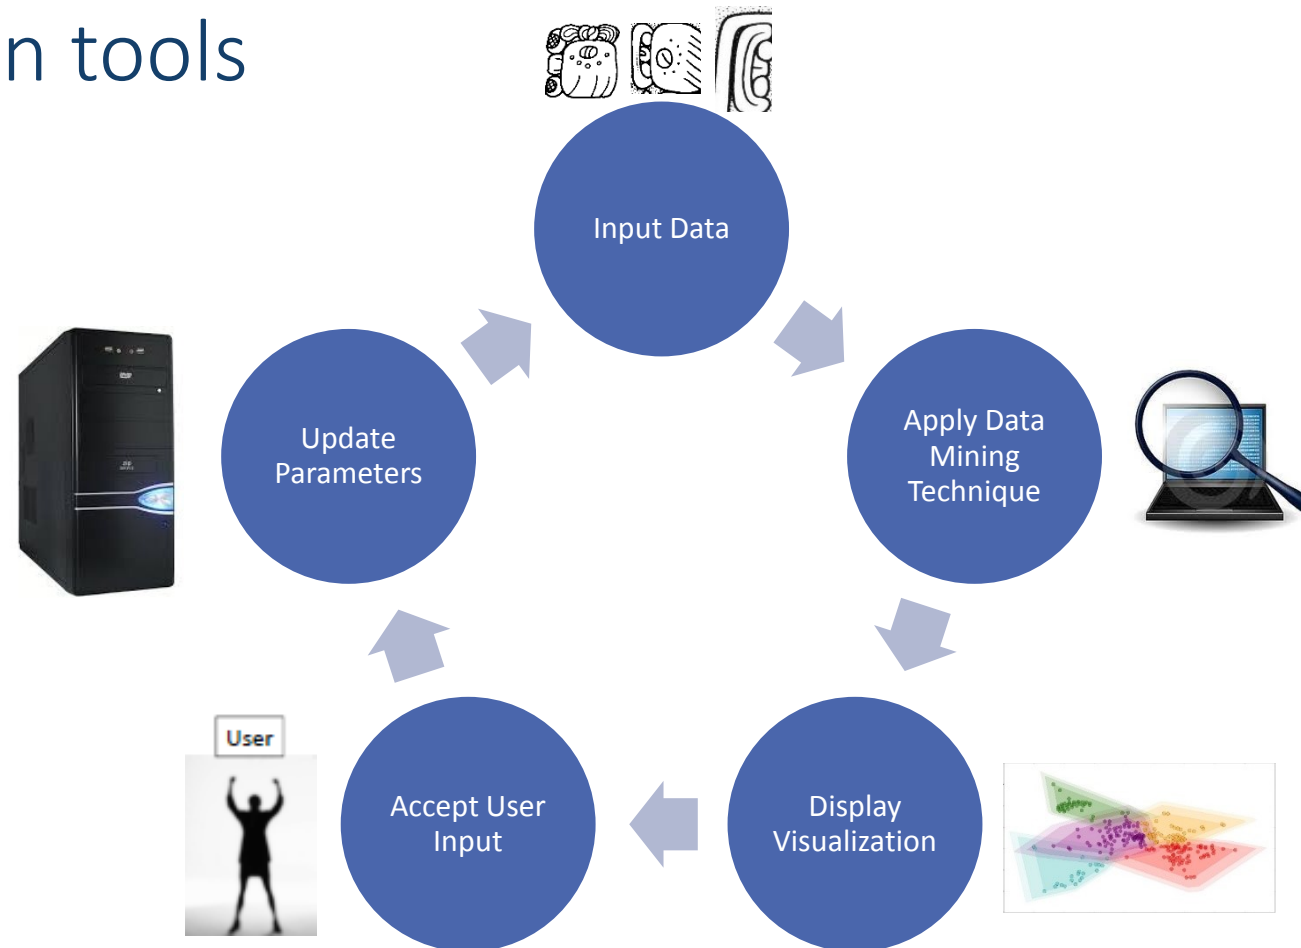 n tools
Input Data
Apply Data
Mining
Technique
Display
Visualization
Accept User
Input
User
Update
Parameters